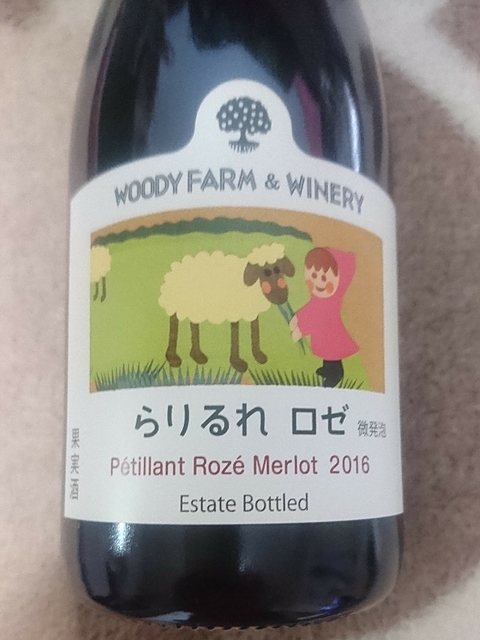 WOODY FARM & WINERY
らりるれ ロゼ 微発泡
Pétillant Rozé Merlot 2016
Estate Bottled
果実酒